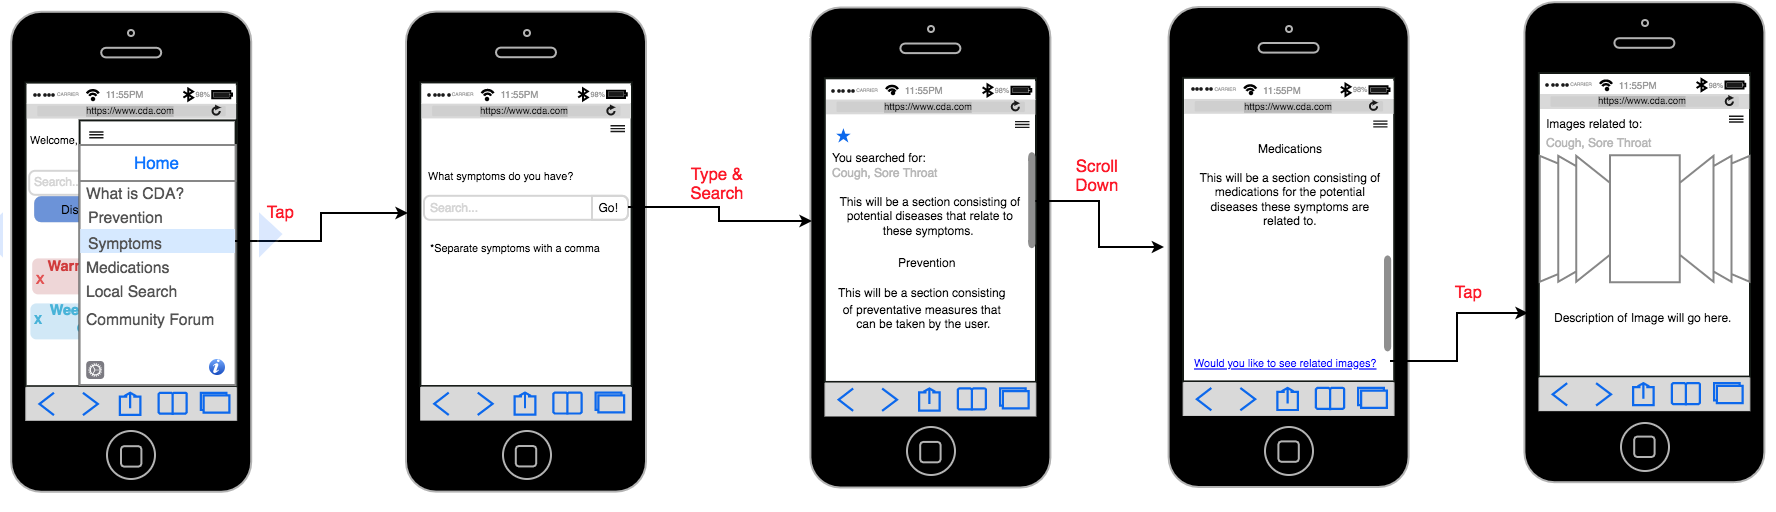 CARRIER 11:55PM 98%
https://www.cda.com
Welcome,
Home
Search...
What is CDA?
Dis
Prevention
Symptoms
Warr
Medications
X
Local Search
Wee
X
Community Forum
i
Tap
CARRIER 11:55PM 98%
https://www.cda.com
What symptoms do you have?
Search... Go!
*Separate symptoms with a comma
Type &
Search
CARRIER 11:55PM 98%
https://www.cda.com
You searched for:
Cough, Sore Throat
This will be a section consisting of
potential diseases that relate to
these symptoms.
Prevention
This will be a section consisting
of preventative measures that
can be taken by the user.
Scroll
Down
CARRIER 11:55PM 98%
https://www.cda.com
Medications
This will be a section consisting of
medications for the potential
diseases these symptoms are
related to.
Would you like to see related images?
Tap
CARRIER 11:55PM 98%
https://www.cda.com
Images related to:
Cough, Sore Throat
Description of Image will go here.